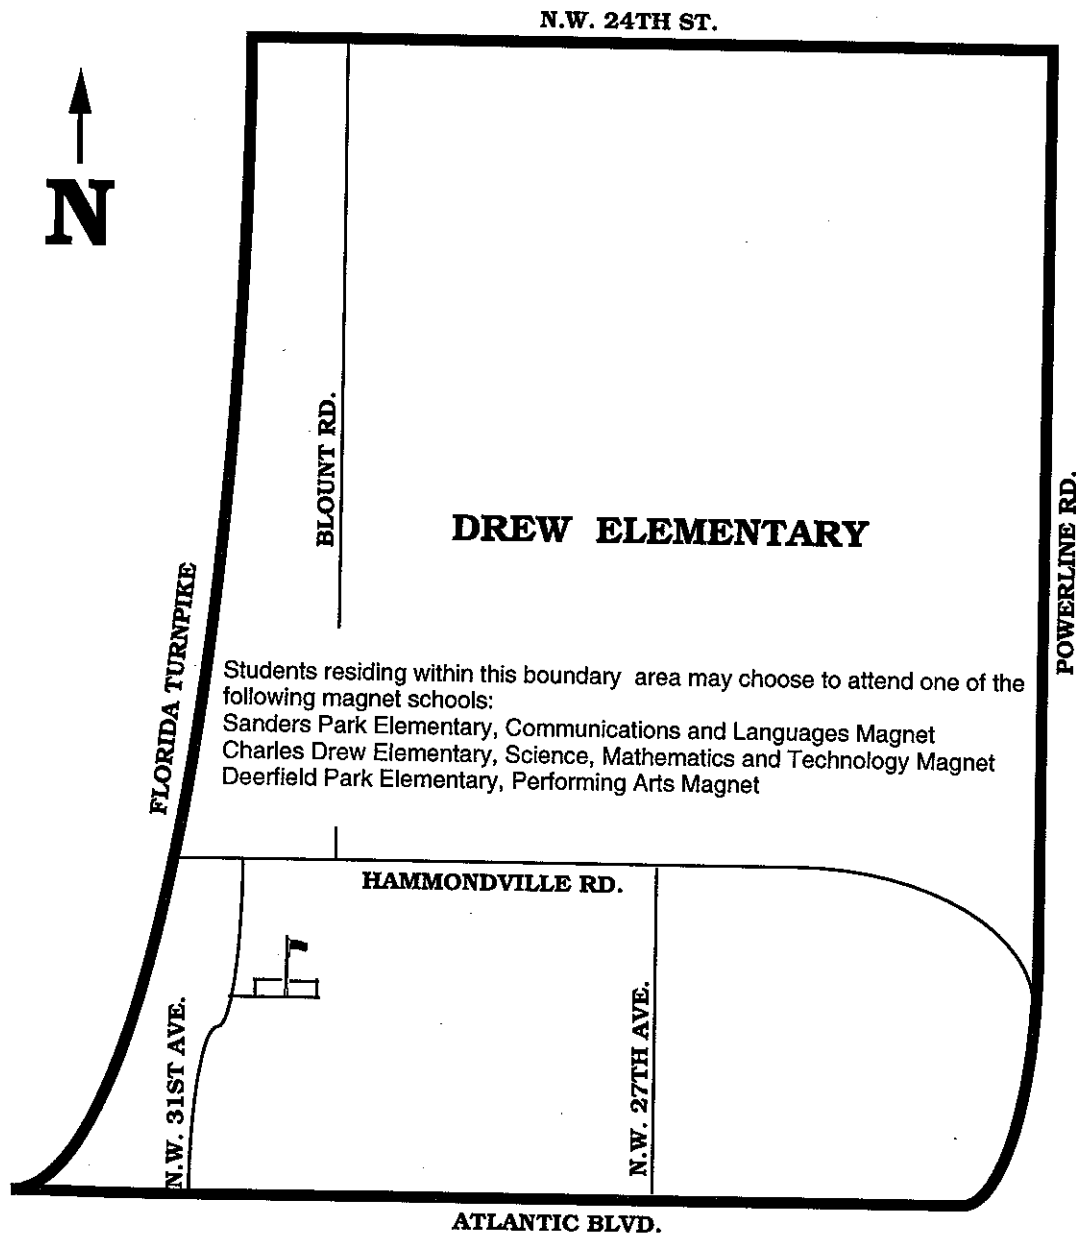 N.W. 24TH ST.
N
BLOUNT RD.
DREW ELEMENTARY
POWERLINE RD.
FLORIDA TURNPIKE
Students residing within this boundary area may choose to attend one of the
following magnet schools:
Sanders Park Elementary, Communications and Languages Magnet
Charles Drew Elementary, Science, Mathematics and Technology Magnet
Deerfield Park Elementary, Performing Arts Magnet
HAMMONDVILLE RD.
N.W. 31ST AVE.
N.W. 27TH AVE.
ATLANTIC BLVD.